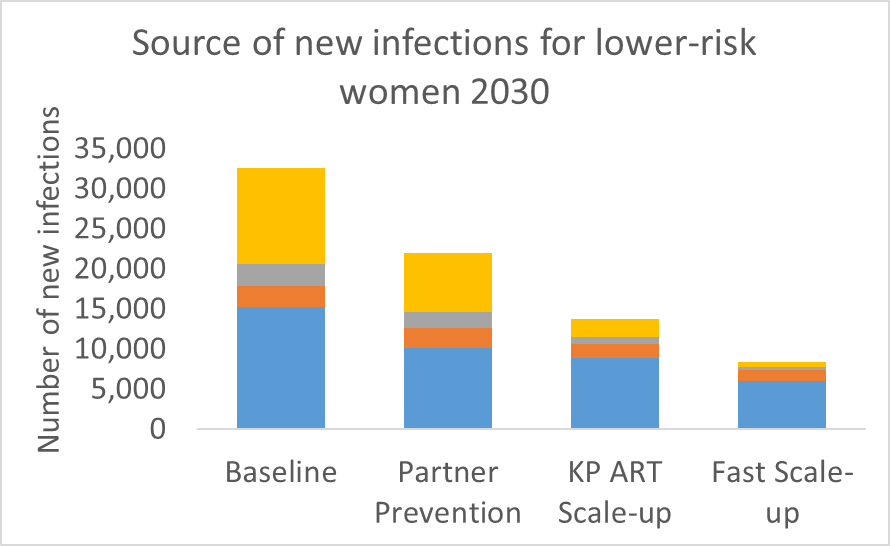 Source of new infections for lower-risk
women 2030
Number of new infections
35,000
30,000
25,000
20,000
15,000
10,000
5,000
0
Baseline
Partner
Prevention
KP ART
Scale-up
Fast Scale-
up